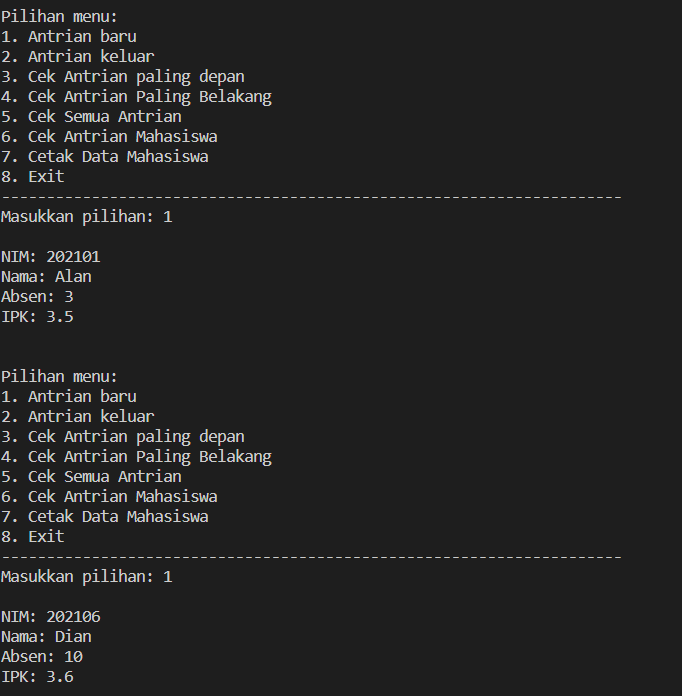 Pilihan menu:
1. Antrian baru
2. Antrian keluar
3. Cek Antrian paling depan
4. Cek Antrian Paling Belakang
5. Cek Semua Antrian
6. Cek Antrian Mahasiswa
7. Cetak Data Mahasiswa
8. Exit
---------------------------------------------------------------------
Masukkan pilihan: 1
NIM: 202101
Nama: Alan
Absen: 3
IPK: 3.5
Pilihan menu:
1. Antrian baru
2. Antrian keluar
3. Cek Antrian paling depan
4. Cek Antrian Paling Belakang
5. Cek Semua Antrian
6. Cek Antrian Mahasiswa
7. Cetak Data Mahasiswa
8. Exit
---------------------------------------------------------------------
Masukkan pilihan: 1
NIM: 202106
Nama: Dian
Absen: 10
IPK: 3.6